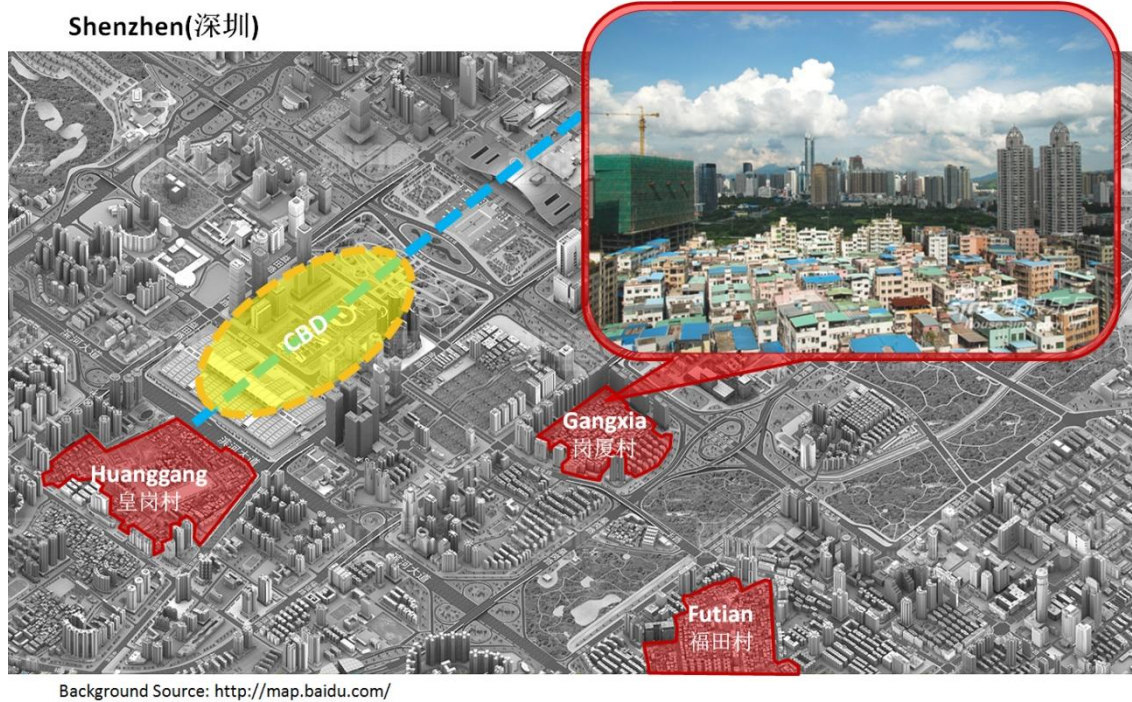 Shenzhen(深圳)
CBD
Huanggang
皇岗村
Gangxia
岗厦村
Futian
福田村
Background Source: http://map.baidu.com/